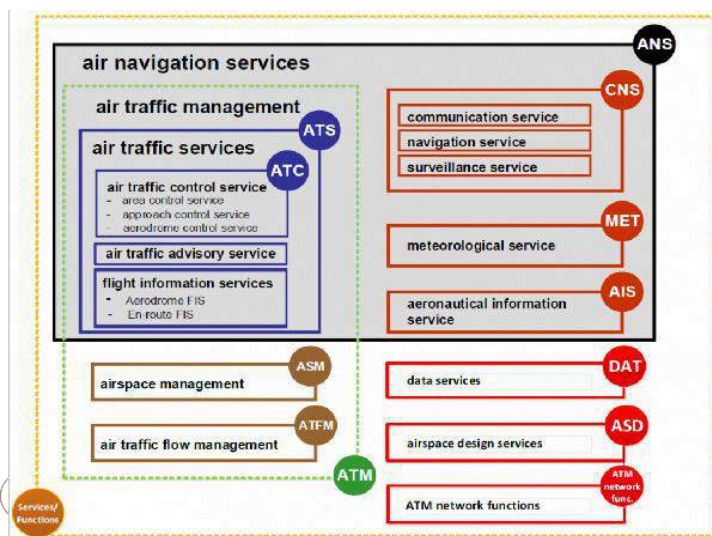 ANS
air navigation services
CNS
air traffic management
communication service
ATS
navigation service
air traffic services
surveillance service
ATC
air traffic control service
- area control service
- approach control service
- aerodrome control service
MET
meteorological service
air traffic advisory service
flight information services
- Aerodrome FIS
- En-route FIS
AIS
aeronautical information
service
ASM
airspace management
DAT
data services
ATFM
air traffic flow management
ASD
airspace design services
ATM
ATM
network
func.
ATM network functions
Services/
Functions